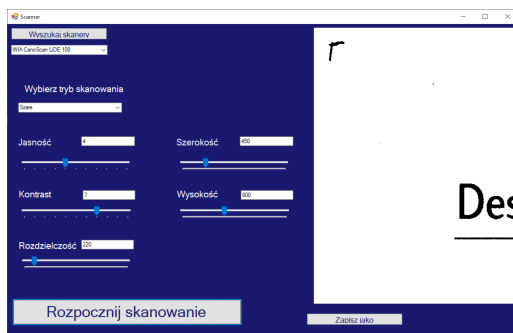 Scanner
Wyszukaj skanery
WIA CanoScan LiDE 100
Wybierz tryb skanowania
Szare
Jasność 4
Szerokość 450
Kontrast 7
Wysokość 800
Rozdzielczość 220
Rozpocznij skanowanie
Zapisz jako
Des